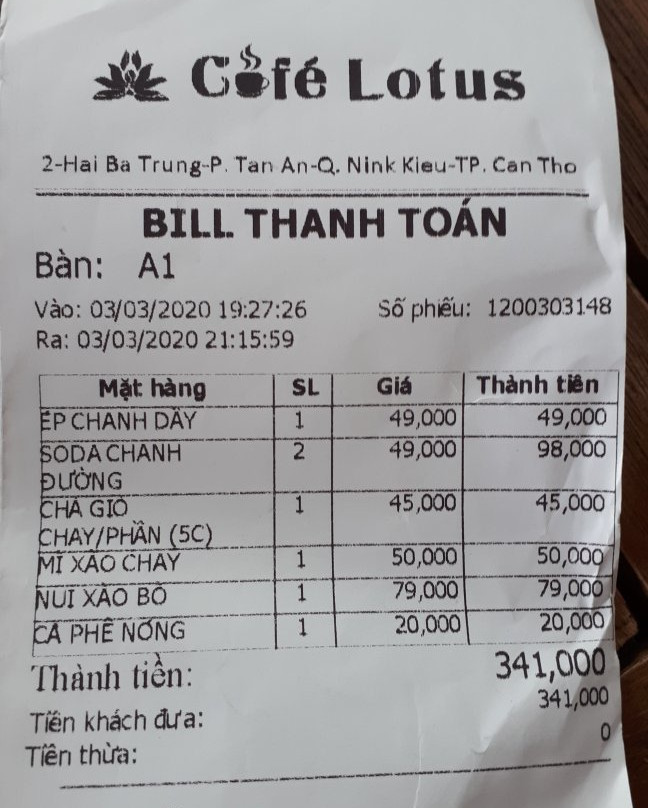 Café Lotus
2-Hai Ba Trung-P. Tan An-Q. Nink Kieu-TP. Can Tho
BILL THANH TOÁN
Bàn: A1
Vào: 03/03/2020 19:27:26 Số phiếu: 1200303148
Ra: 03/03/2020 21:15:59
Mặt hàng SL Giá Thành tiền
ÉP CHANH DÂY 1 49,000 49,000
SODA CHANH 2 49,000 98,000
ĐƯỜNG
CHẢ GIÒ 1 45,000 45,000
CHAY/PHẦN (5C)
MÌ XÀO CHAY 1 50,000 50,000
NUI XÀO BÒ 1 79,000 79,000
CÀ PHÊ NÓNG 1 20,000 20,000
Thành tiền: 341,000
Tiền khách đưa: 341,000
Tiền thừa: 0